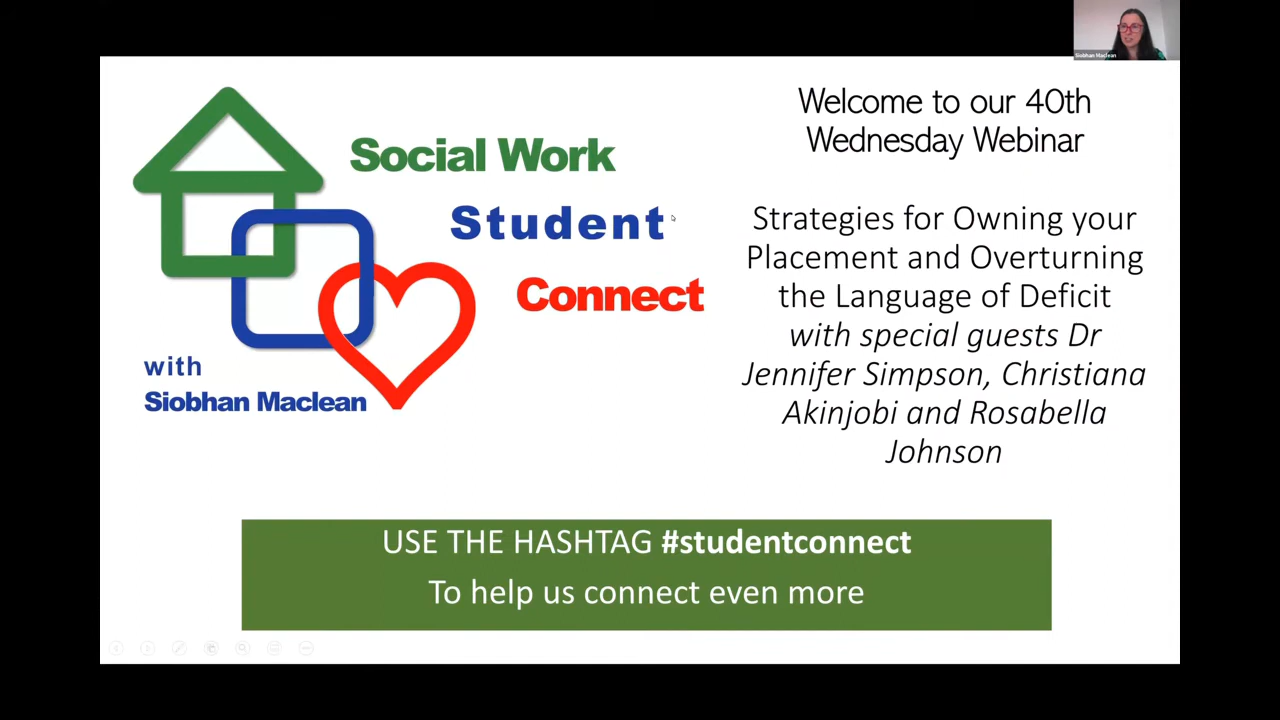 Siobhan Maclean
Welcome to our 40th
Wednesday Webinar
Social Work
Student
Connect
with
Siobhan Maclean
Strategies for Owning your
Placement and Overturning
the Language of Deficit
with special guests Dr
Jennifer Simpson, Christiana
Akinjobi and Rosabella
Johnson
USE THE HASHTAG #studentconnect
To help us connect even more